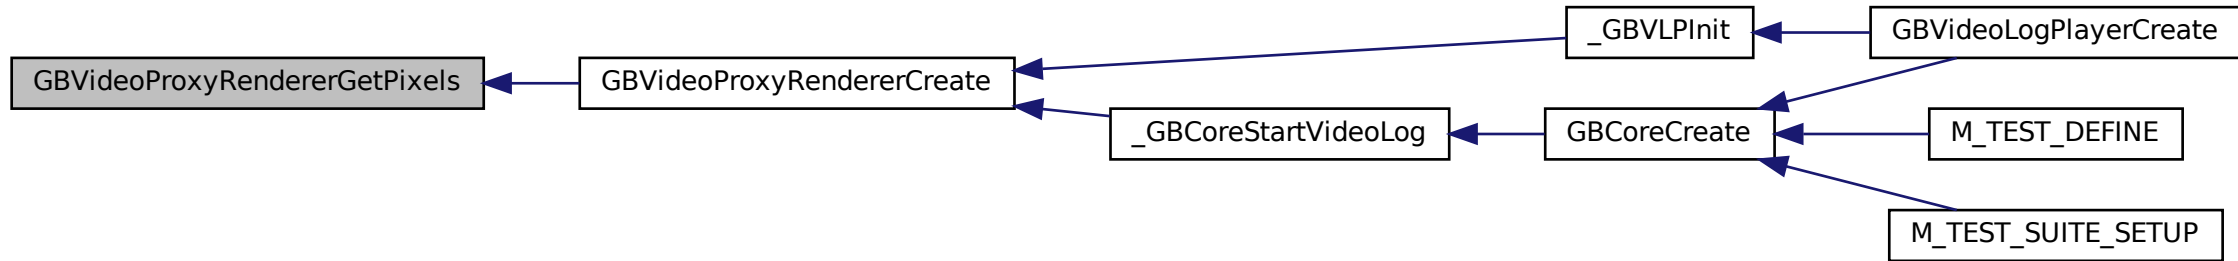 GBVideoProxyRendererGetPixels
GBVideoProxyRendererCreate
_GBVLPInit
GBVideoLogPlayerCreate
_GBCoreStartVideoLog
GBCoreCreate
M_TEST_DEFINE
M_TEST_SUITE_SETUP